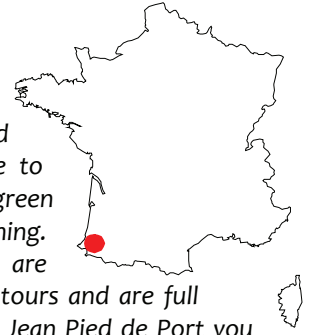 e to
green
ning.
are
tours and are full
Jean Pied de Port you